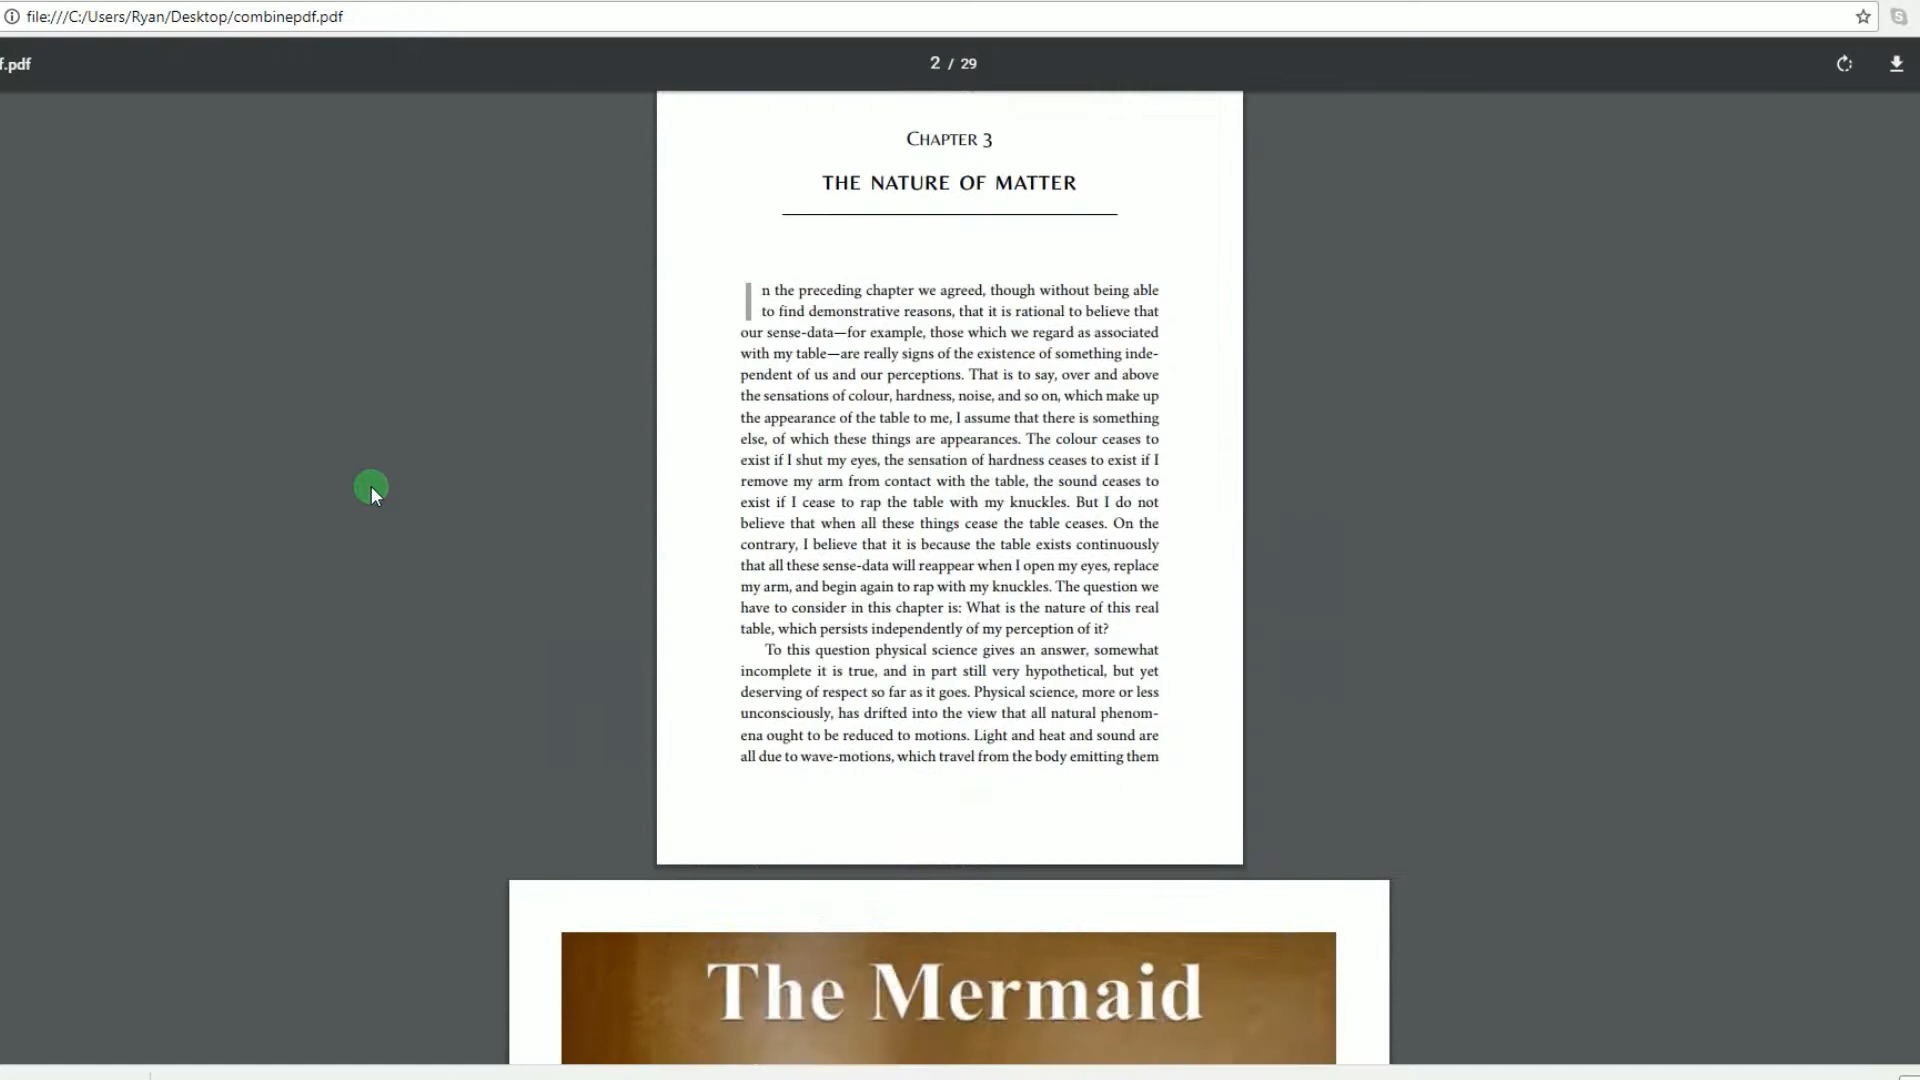 file:///C:/Users/Ryan/Desktop/combinepdf.pdf
f.pdf
2 / 29
CHAPTER 3
THE NATURE OF MATTER
In the preceding chapter we agreed, though without being able
to find demonstrative reasons, that it is rational to believe that
our sense-data—for example, those which we regard as associated
with my table—are really signs of the existence of something inde-
pendent of us and our perceptions. That is to say, over and above
the sensations of colour, hardness, noise, and so on, which make up
the appearance of the table to me, I assume that there is something
else, of which these things are appearances. The colour ceases to
exist if I shut my eyes, the sensation of hardness ceases to exist if I
remove my arm from contact with the table, the sound ceases to
exist if I cease to rap the table with my knuckles. But I do not
believe that when all these things cease the table ceases. On the
contrary, I believe that it is because the table exists continuously
that all these sense-data will reappear when I open my eyes, replace
my arm, and begin again to rap with my knuckles. The question we
have to consider in this chapter is: What is the nature of this real
table, which persists independently of my perception of it?
To this question physical science gives an answer, somewhat
incomplete it is true, and in part still very hypothetical, but yet
deserving of respect so far as it goes. Physical science, more or less
unconsciously, has drifted into the view that all natural phenom-
ena ought to be reduced to motions. Light and heat and sound are
all due to wave-motions, which travel from the body emitting them
The Mermaid